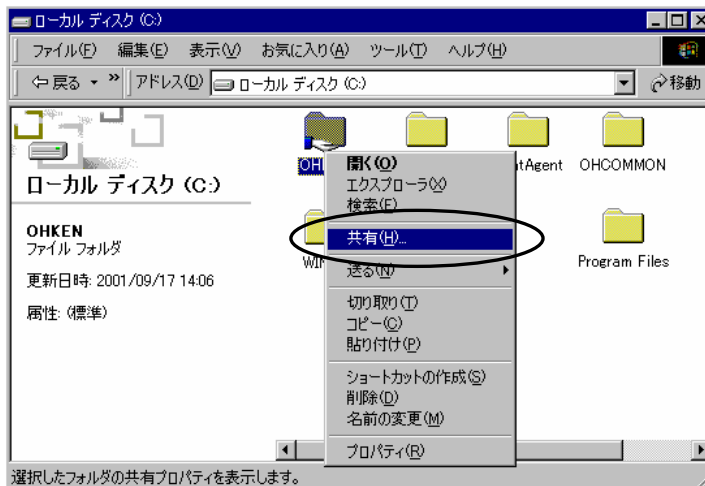 ローカル ディスク (C:)
ファイル(F) 編集(E) 表示(V) お気に入り(A) ツール(T) ヘルプ(H)
戻る » アドレス(D) ローカル ディスク (C:) 移動
ローカル ディスク (C:)
OHKEN
ファイル フォルダ
更新日時: 2001/09/17 14:06
属性: (標準)
OH
tAgent
OHCOMMON
WIN
Program Files
開く(O)
エクスプローラ(X)
検索(F)
共有(H)...
送る(N)
切り取り(T)
コピー(C)
貼り付け(P)
ショートカットの作成(S)
削除(D)
名前の変更(M)
プロパティ(R)
選択したフォルダの共有プロパティを表示します。